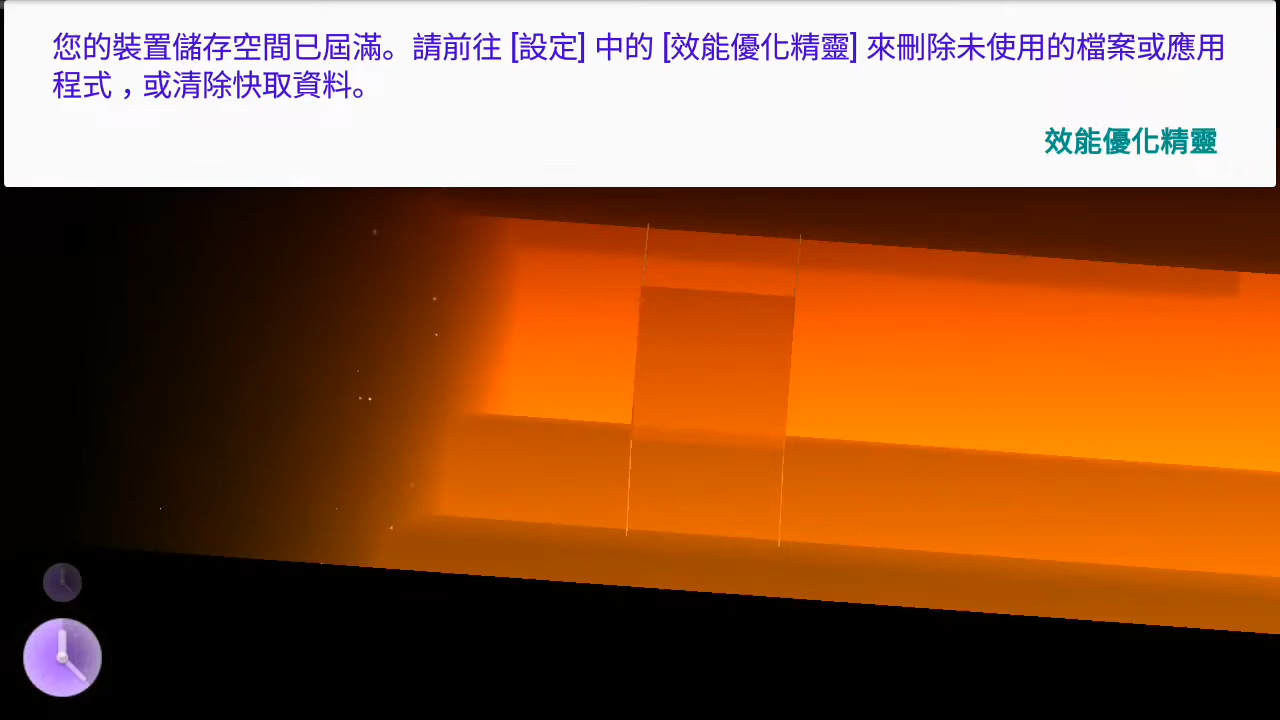 您的裝置儲存空間已屆滿。請前往 [設定] 中的 [效能優化精靈] 來刪除未使用的檔案或應用
程式，或清除快取資料。
效能優化精靈